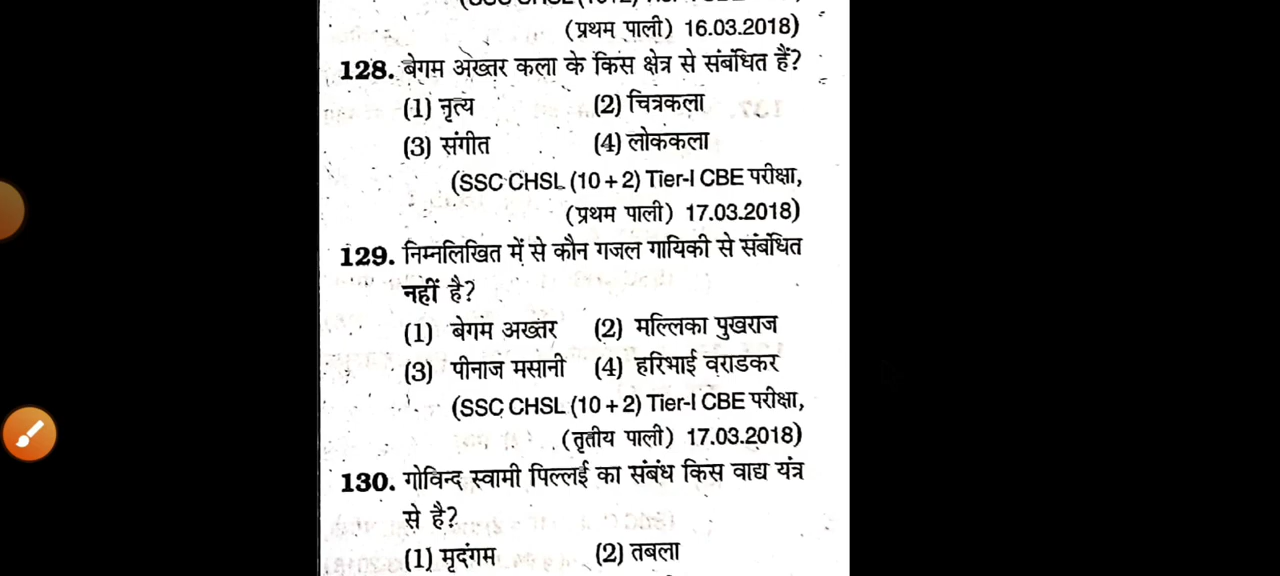 (प्रथम पाली) 16.03.2018)
128. बेगम अख्तर कला के किस क्षेत्र से संबंधित हैं?
(1) नृत्य (2) चित्रकला
(3) संगीत (4) लोककला
(SSC CHSL (10 + 2) Tier-I CBE परीक्षा,
(प्रथम पाली) 17.03.2018)
129. निम्नलिखित में से कौन गजल गायिकी से संबंधित
नहीं है?
(1) बेगम अख्तर (2) मल्लिका पुखराज
(3) पीनाज मसानी (4) हरिभाई वराडकर
(SSC CHSL (10 + 2) Tier-I CBE परीक्षा,
(तृतीय पाली) 17.03.2018)
130. गोविन्द स्वामी पिल्लई का संबंध किस वाद्य यंत्र
से है?
(1) मृदंगम (2) तबला